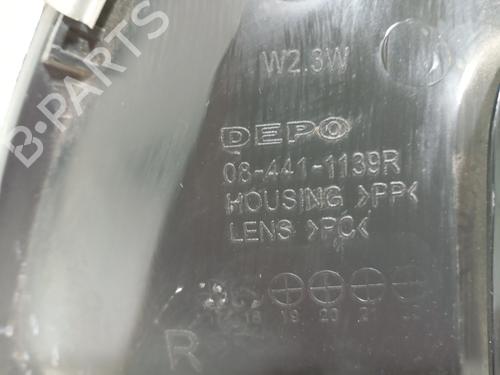 W2.3W
DEPO
08-441-1139R
HOUSING >PP<
LENS >PC<
18 19 20 21
R
B-PARTS